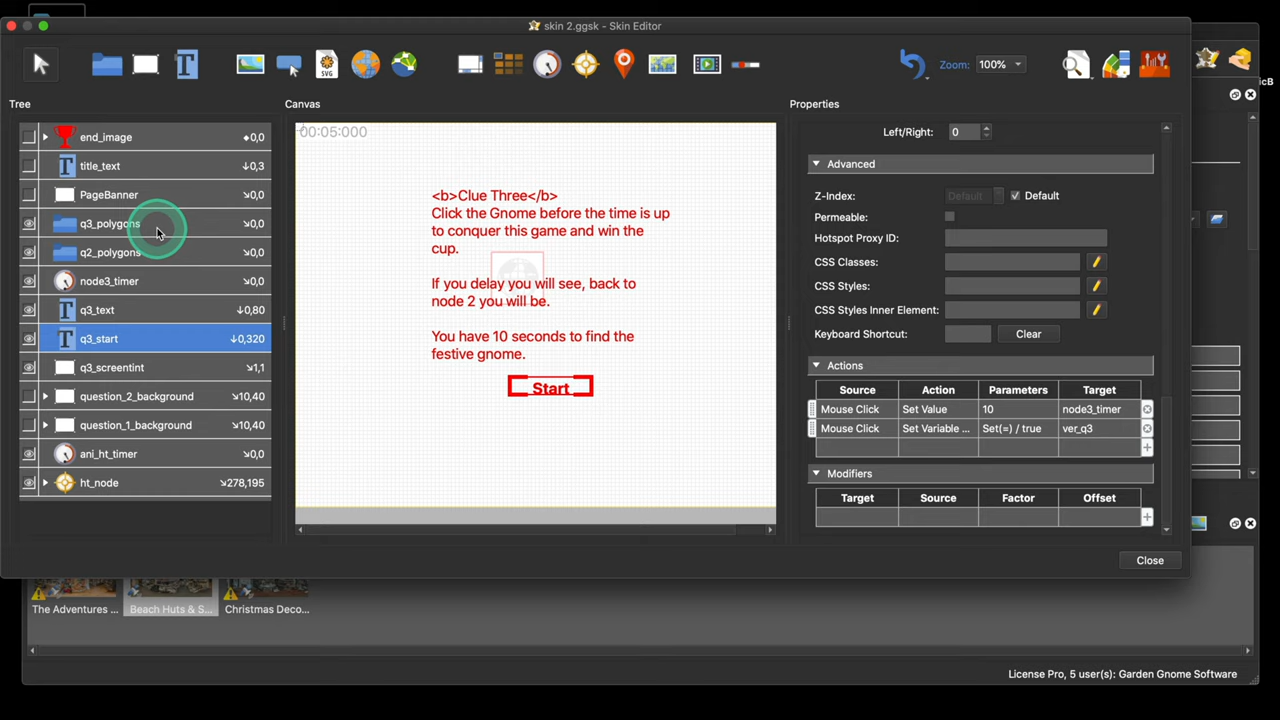 skin 2.ggsk - Skin Editor
T
SVG
Zoom: 100%
Tree
Canvas
Properties
end_image 0,0
T title_text 0,3
PageBanner 0,0
q3_polygons 0,0
q2_polygons 0,0
node3_timer 0,0
T q3_text 0,80
T q3_start 0,320
q3_screentint 1,1
question_2_background 10,40
question_1_background 10,40
ani_ht_timer 0,0
ht_node 278,195
00:05:000
<b>Clue Three</b>
Click the Gnome before the time is up
to conquer this game and win the
cup.
If you delay you will see, back to
node 2 you will be.
You have 10 seconds to find the
festive gnome.
Start
Left/Right: 0
Advanced
Z-Index: Default Default
Permeable:
Hotspot Proxy ID:
CSS Classes:
CSS Styles:
CSS Styles Inner Element:
Keyboard Shortcut: Clear
Actions
Source Action Parameters Target
Mouse Click Set Value 10 node3_timer
Mouse Click Set Variable ... Set(=) / true ver_q3
Modifiers
Target Source Factor Offset
Close
The Adventures ... Beach Huts & S... Christmas Deco...
License Pro, 5 user(s): Garden Gnome Software